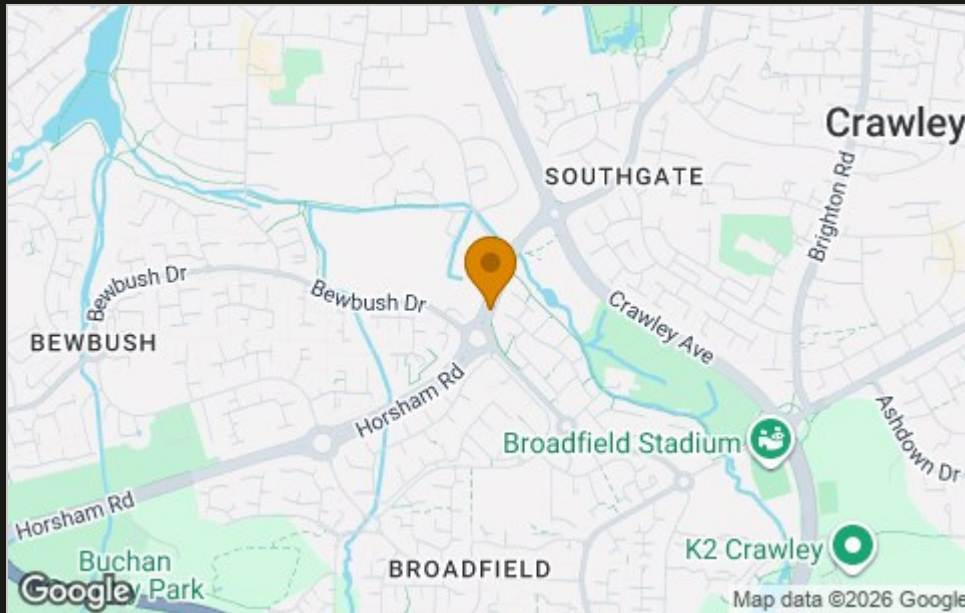 Crawley
SOUTHGATE
Brighton Rd
Bewbush Dr
Bewbush Dr
BEWBUSH
Crawley Ave
Horsham Rd
Ashdown Dr
Broadfield Stadium
Horsham Rd
K2 Crawley
Buchan
Park
BROADFIELD
Google
Map data ©2026 Google